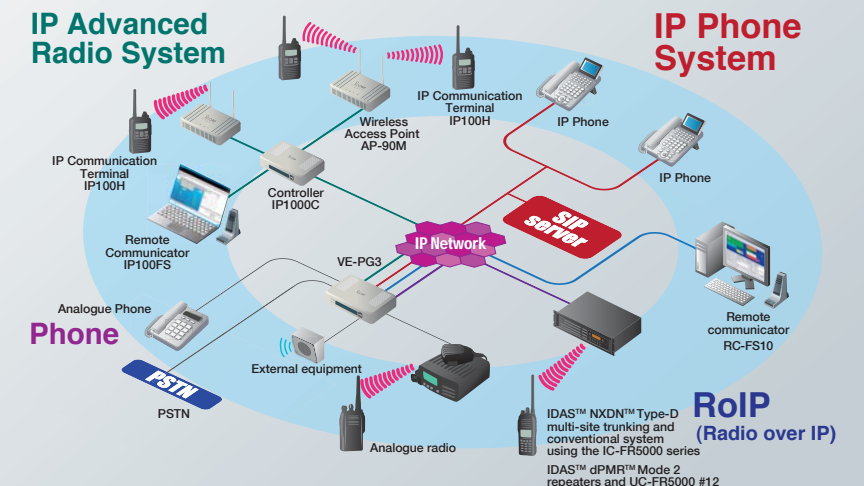 IP Advanced
Radio System
IP Phone
System
IP Communication
Terminal
IP100H
Wireless
Access Point
AP-90M
IP Phone
IP Communication
Terminal
IP100H
IP Phone
Controller
IP1000C
SIP
server
Remote
Communicator
IP100FS
IP Network
VE-PG3
Analogue Phone
Phone
Remote
communicator
RC-FS10
External equipment
PSTN
PSTN
Analogue radio
IDAS™ NXDN™ Type-D
multi-site trunking and
conventional system
using the IC-FR5000 series
IDAS™ dPMR™ Mode 2
repeaters and UC-FR5000 #12
RoIP
(Radio over IP)